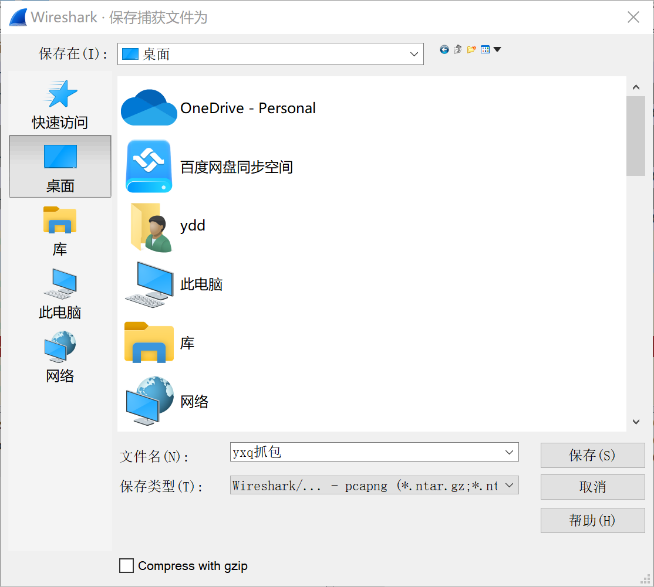 Wireshark · 保存捕获文件为
保存在(I): 桌面
快速访问
桌面
库
此电脑
网络
OneDrive - Personal
百度网盘同步空间
ydd
此电脑
库
网络
文件名(N): yxq抓包 保存(S)
保存类型(T): Wireshark/... - pcapng (*.ntar.gz;*.nt 取消
帮助(H)
Compress with gzip